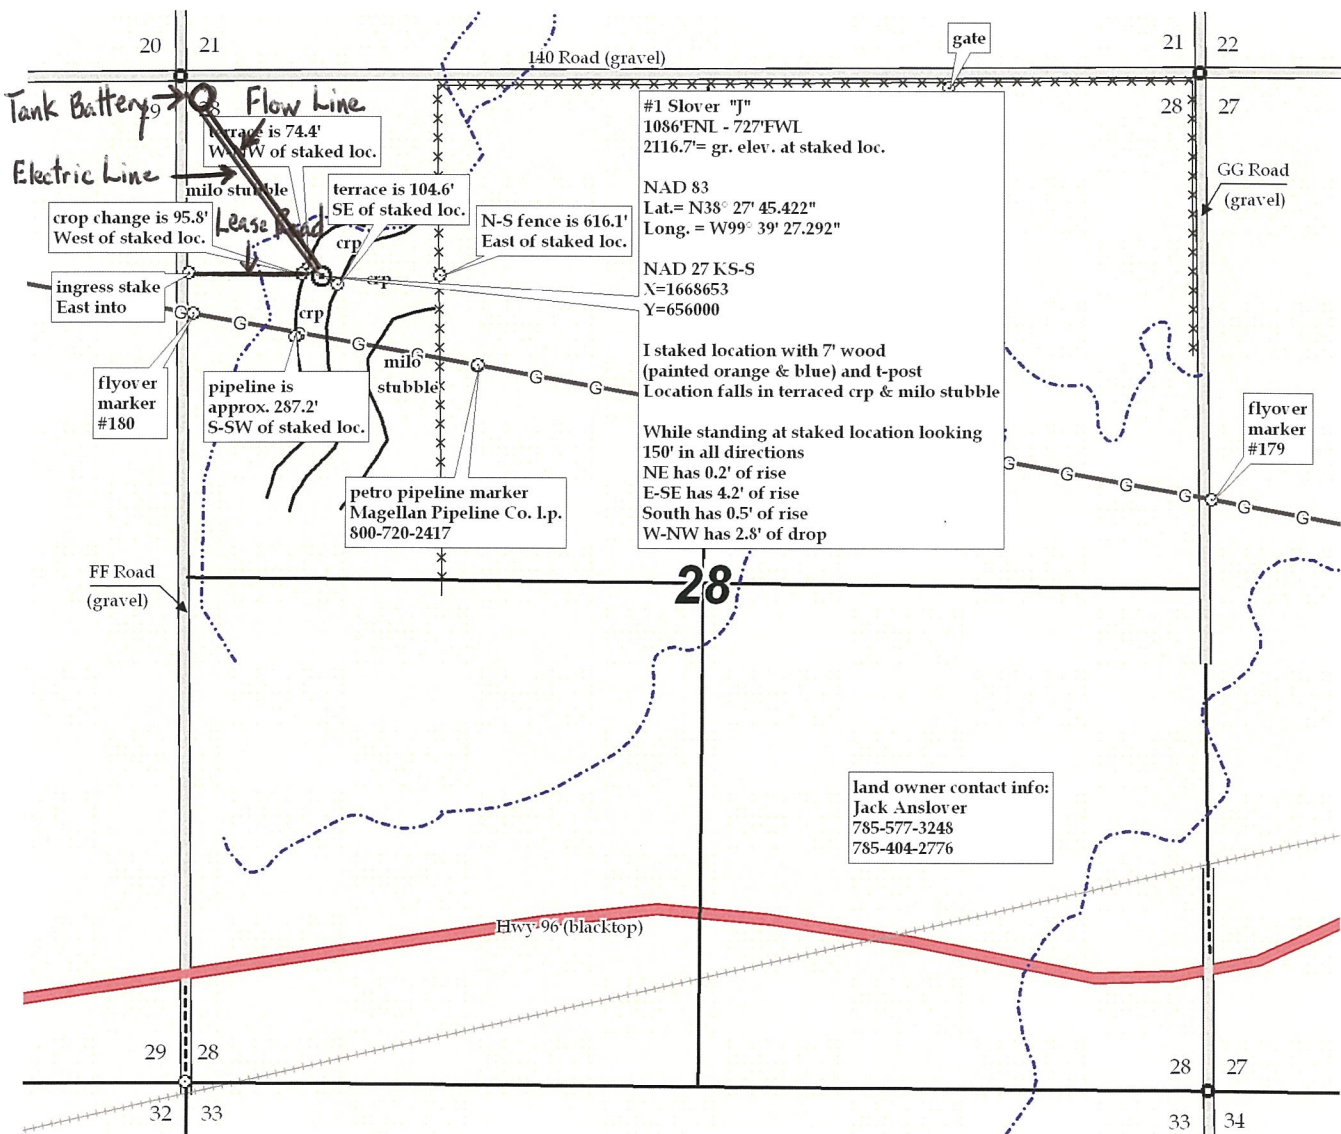 20
21
140 Road (gravel)
gate
21
22
Tank Battery
29
28
Flow Line
28
27
terrace is 74.4'
W-NW of staked loc.
Electric Line
milo stubble
terrace is 104.6'
SE of staked loc.
crop change is 95.8'
West of staked loc.
Lease Road
N-S fence is 616.1'
East of staked loc.
crp
crp
crp
ingress stake
East into
#1 Slover "J"
1086'FNL - 727'FWL
2116.7'= gr. elev. at staked loc.
NAD 83
Lat.= N38° 27' 45.422"
Long. = W99° 39' 27.292"
NAD 27 KS-S
X=1668653
Y=656000
I staked location with 7' wood
(painted orange & blue) and t-post
Location falls in terraced crp & milo stubble
While standing at staked location looking
150' in all directions
NE has 0.2' of rise
E-SE has 4.2' of rise
South has 0.5' of rise
W-NW has 2.8' of drop
GG Road
(gravel)
G
G
G
G
G
G
milo
stubble
flyover
marker
#180
pipeline is
approx. 287.2'
S-SW of staked loc.
petro pipeline marker
Magellan Pipeline Co. l.p.
800-720-2417
G
G
G
G
G
G
flyover
marker
#179
FF Road
(gravel)
28
land owner contact info:
Jack Anslover
785-577-3248
785-404-2776
Hwy 96 (blacktop)
29
28
32
33
28
27
33
34